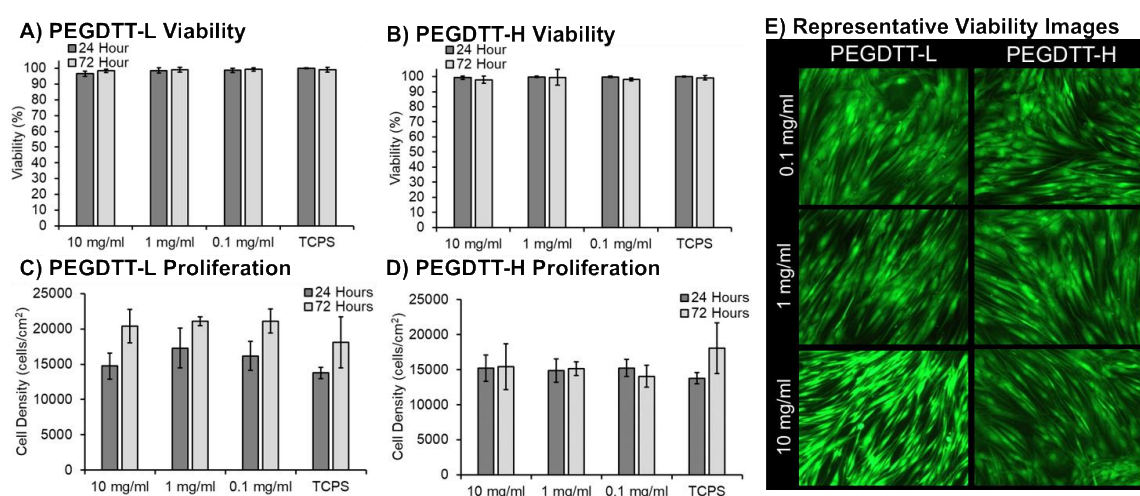 A) PEGDTT-L Viability
24 Hour
72 Hour
Viability (%)
100
90
80
70
60
50
40
30
20
10
0
10 mg/ml 1 mg/ml 0.1 mg/ml TCPS
B) PEGDTT-H Viability
24 Hour
72 Hour
Viability (%)
100
90
80
70
60
50
40
30
20
10
0
10 mg/ml 1 mg/ml 0.1 mg/ml TCPS
C) PEGDTT-L Proliferation
24 Hours
72 Hours
Cell Density (cells/cm²)
25000
20000
15000
10000
5000
0
10 mg/ml 1 mg/ml 0.1 mg/ml TCPS
D) PEGDTT-H Proliferation
24 Hours
72 Hours
Cell Density (cells/cm²)
25000
20000
15000
10000
5000
0
10 mg/ml 1 mg/ml 0.1 mg/ml TCPS
E) Representative Viability Images
PEGDTT-L PEGDTT-H
0.1 mg/ml
1 mg/ml
10 mg/ml